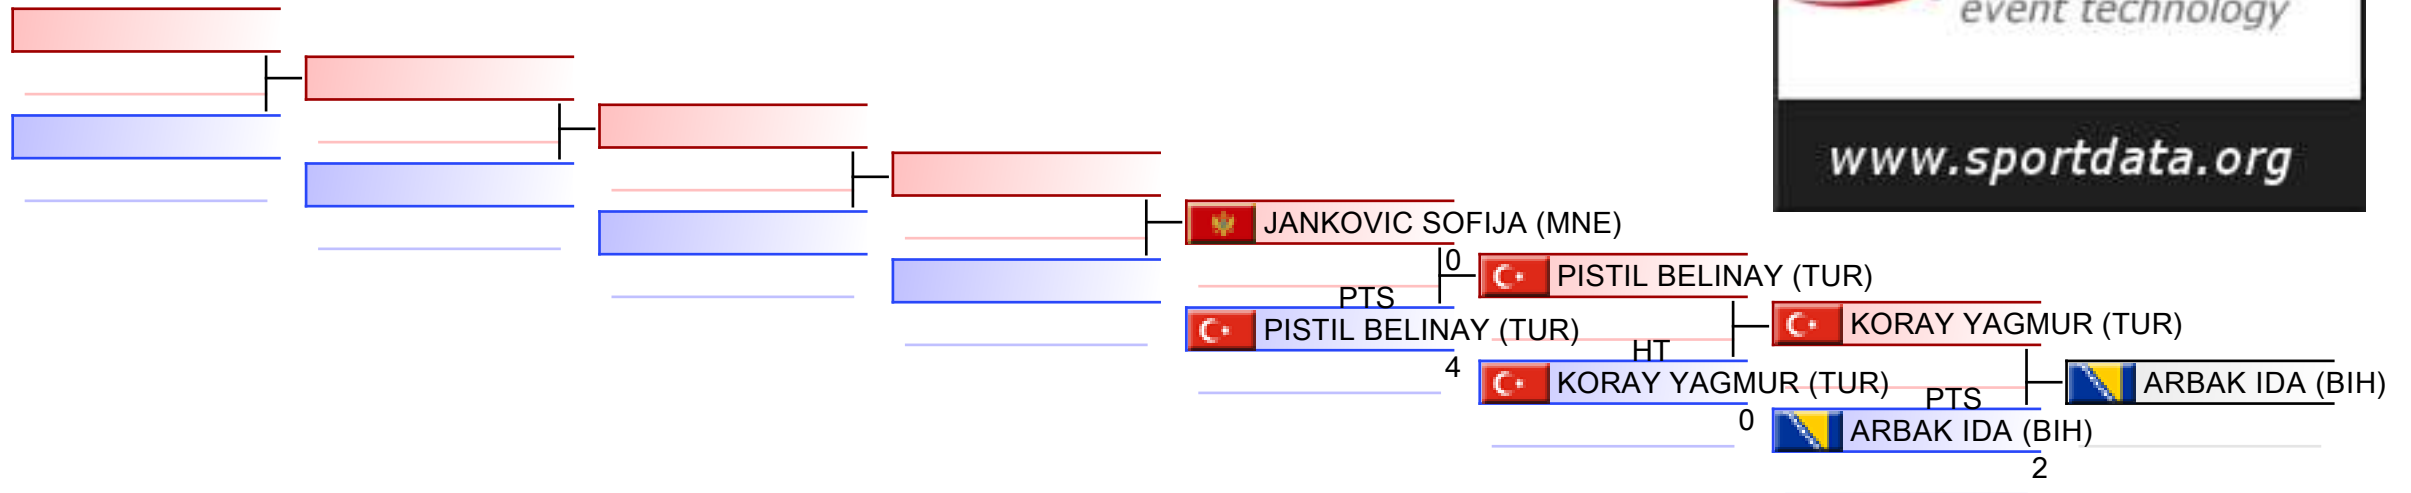 event technology
www.sportdata.org
JANKOVIC SOFIJA (MNE)
0
PISTIL BELINAY (TUR)
PTS
PISTIL BELINAY (TUR)
KORAY YAGMUR (TUR)
HT
4
KORAY YAGMUR (TUR)
ARBAK IDA (BIH)
PTS
0
ARBAK IDA (BIH)
2